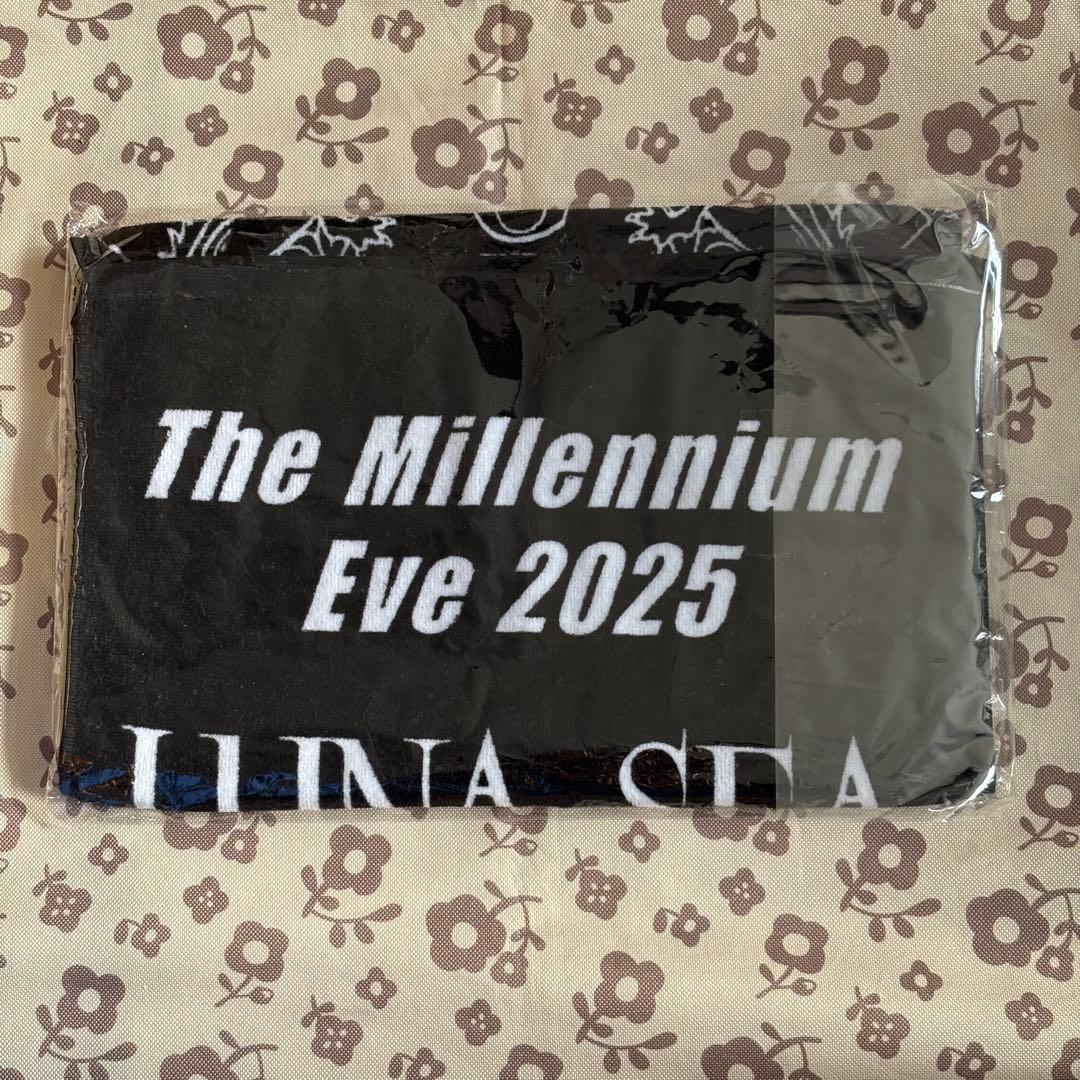 The Millennium
Eve 2025
LUNA SEA